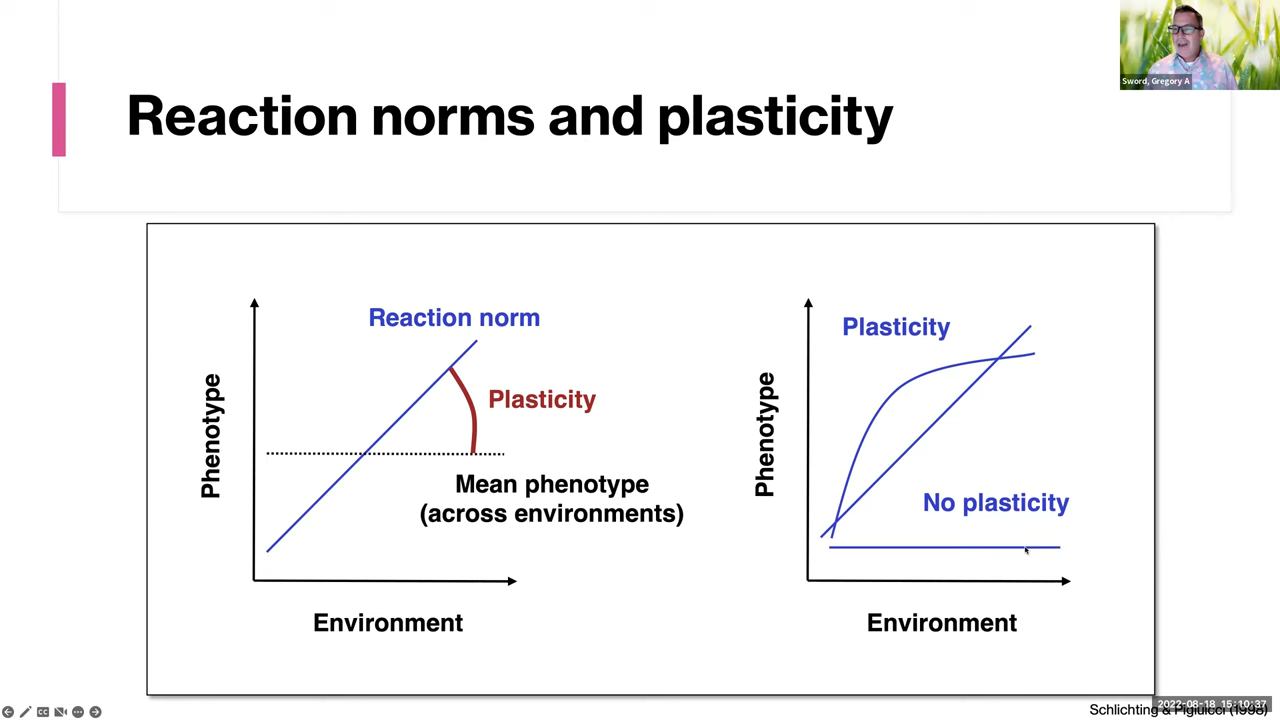 Sword, Gregory A
Reaction norms and plasticity
Reaction norm
Plasticity
Phenotype
Mean phenotype
(across environments)
Environment
Plasticity
Phenotype
No plasticity
Environment
2022-08-18 15:10:37
Schlichting & Pigliucci (1998)